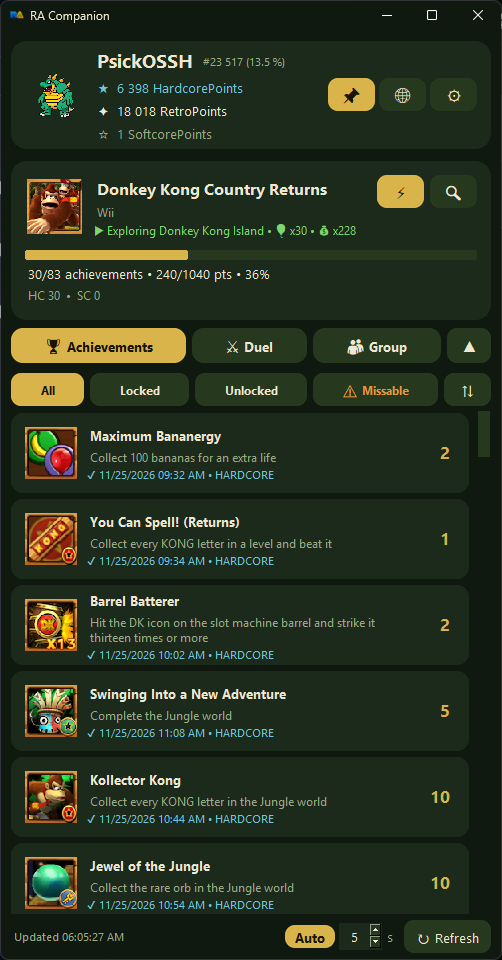 RA Companion
PsickOSSH #23 517 (13.5 %)
★ 6 398 HardcorePoints
✦ 18 018 RetroPoints
☆ 1 SoftcorePoints
Donkey Kong Country Returns
Wii
▶ Exploring Donkey Kong Island • 🎈 x30 • 💰 x228
30/83 achievements • 240/1040 pts • 36%
HC 30 • SC 0
🏆 Achievements ⚔ Duel 👥 Group ▲
All Locked Unlocked ⚠ Missable ↑↓
Maximum Bananergy
Collect 100 bananas for an extra life 2
✓ 11/25/2026 09:32 AM • HARDCORE
You Can Spell! (Returns)
Collect every KONG letter in a level and beat it 1
✓ 11/25/2026 09:34 AM • HARDCORE
Barrel Batterer
Hit the DK icon on the slot machine barrel and strike it 2
thirteen times or more
✓ 11/25/2026 10:02 AM • HARDCORE
Swinging Into a New Adventure
Complete the Jungle world 5
✓ 11/25/2026 11:08 AM • HARDCORE
Kollector Kong
Collect every KONG letter in the Jungle world 10
✓ 11/25/2026 10:44 AM • HARDCORE
Jewel of the Jungle
Collect the rare orb in the Jungle world 10
✓ 11/25/2026 10:54 AM • HARDCORE
Updated 06:05:27 AM Auto 5 s ↻ Refresh
KONG
DK
X13